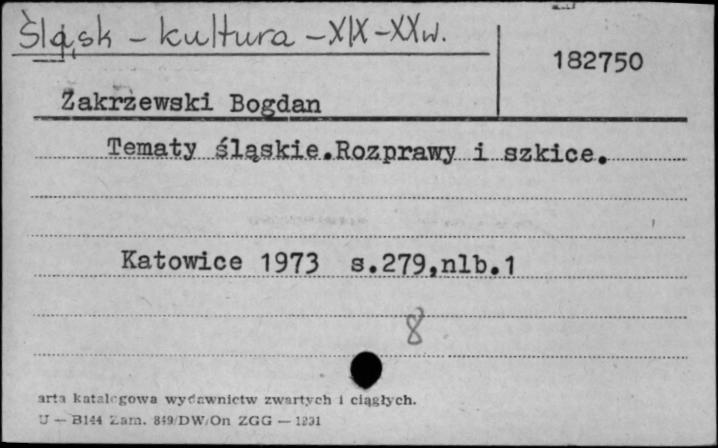 Śląsk - kultura - XIX-XX w.
182750
Zakrzewski Bogdan
Tematy śląskie.Rozprawy i szkice.
Katowice 1973 s.279,nlb.1
8
arta katalogowa wydawnictw zwartych i ciągłych.
U — B144 Zam. 849/DW/On ZGG — 1231